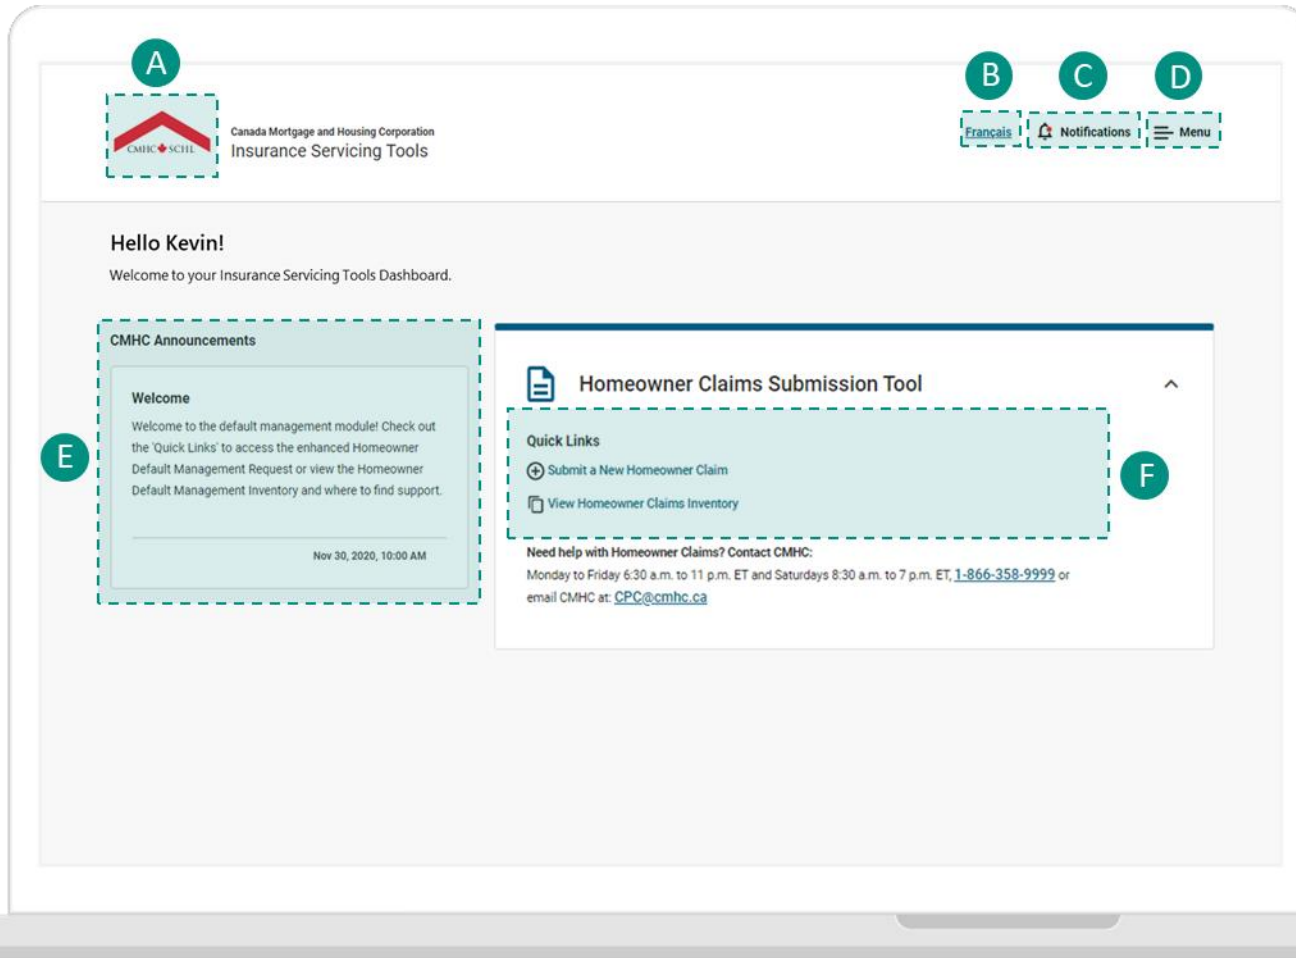 A
B
C
D
CMHC SCHL
Canada Mortgage and Housing Corporation
Insurance Servicing Tools
Français
Notifications
Menu
Hello Kevin!
Welcome to your Insurance Servicing Tools Dashboard.
CMHC Announcements
Welcome
Welcome to the default management module! Check out
the 'Quick Links' to access the enhanced Homeowner
Default Management Request or view the Homeowner
Default Management Inventory and where to find support.
Nov 30, 2020, 10:00 AM
E
Homeowner Claims Submission Tool
Quick Links
Submit a New Homeowner Claim
View Homeowner Claims Inventory
F
Need help with Homeowner Claims? Contact CMHC:
Monday to Friday 6:30 a.m. to 11 p.m. ET and Saturdays 8:30 a.m. to 7 p.m. ET, 1-866-358-9999 or
email CMHC at: CPC@cmhc.ca